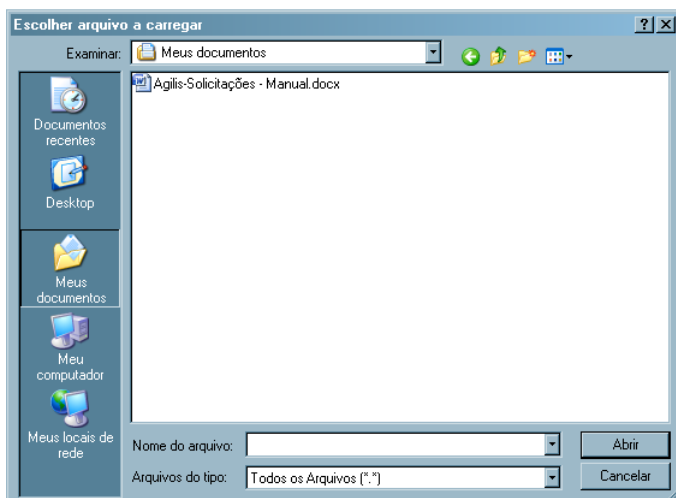 Escolher arquivo a carregar
Examinar:
Meus documentos
Agilis-Solicitações - Manual.docx
Documentos
recentes
Desktop
Meus
documentos
Meu
computador
Meus locais de
rede
Nome do arquivo:
Abrir
Arquivos do tipo:
Todos os Arquivos (*.*)
Cancelar